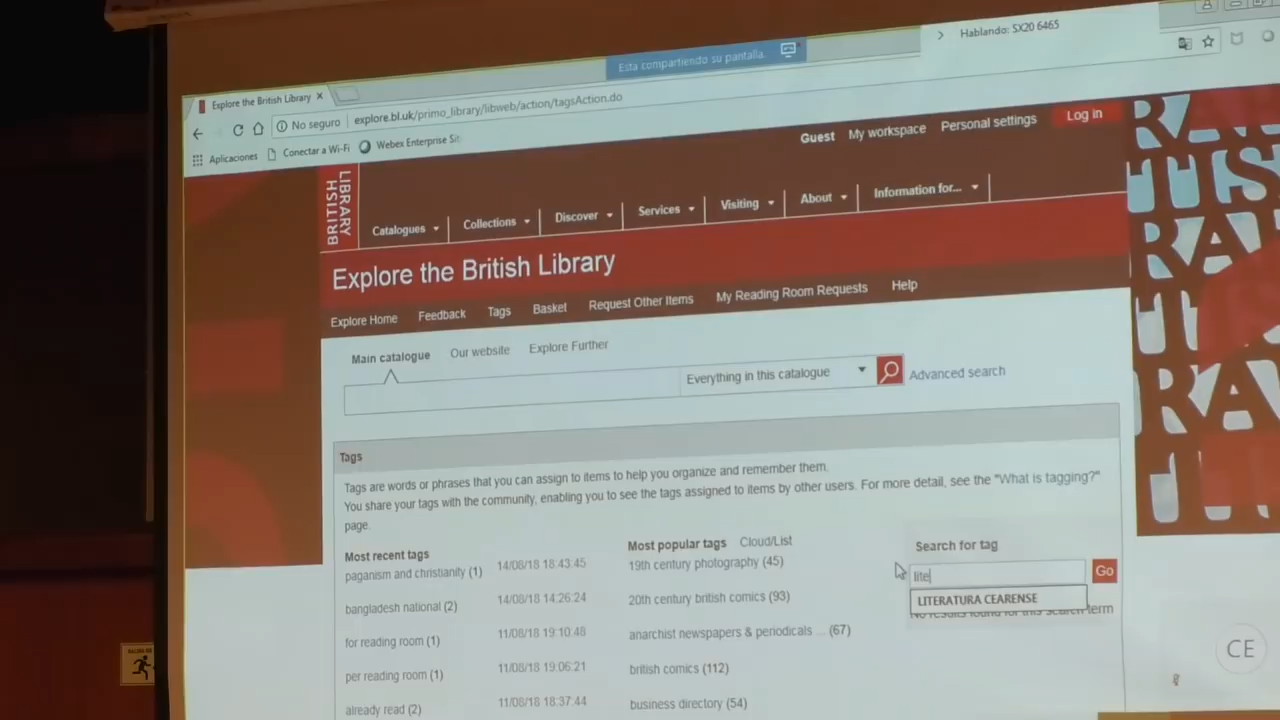 Hablando: SX20 6465
Esta compartiendo su pantalla.
Explore the British Library
No seguro
explore.bl.uk/primo_library/libweb/action/tagsAction.do
Aplicaciones
Conectar a Wi-Fi
Webex Enterprise Sit
Guest My workspace Personal settings Log in
BRITISH
LIBRARY
Catalogues Collections Discover Services Visiting About Information for...
Explore the British Library
Explore Home Feedback Tags Basket Request Other Items My Reading Room Requests Help
Main catalogue Our website Explore Further
Everything in this catalogue Advanced search
Tags
Tags are words or phrases that you can assign to items to help you organize and remember them.
You share your tags with the community, enabling you to see the tags assigned to items by other users. For more detail, see the "What is tagging?"
page.
Most recent tags
paganism and christianity (1) 14/08/18 18:43:45
bangladesh national (2) 14/08/18 14:26:24
for reading room (1) 11/08/18 19:10:48
per reading room (1) 11/08/18 19:06:21
already read (2) 11/08/18 18:37:44
Most popular tags Cloud/List
19th century photography (45)
20th century british comics (93)
anarchist newspapers & periodicals ... (67)
british comics (112)
business directory (54)
Search for tag
lite Go
LITERATURA CEARENSE
No results found for this search term
CE